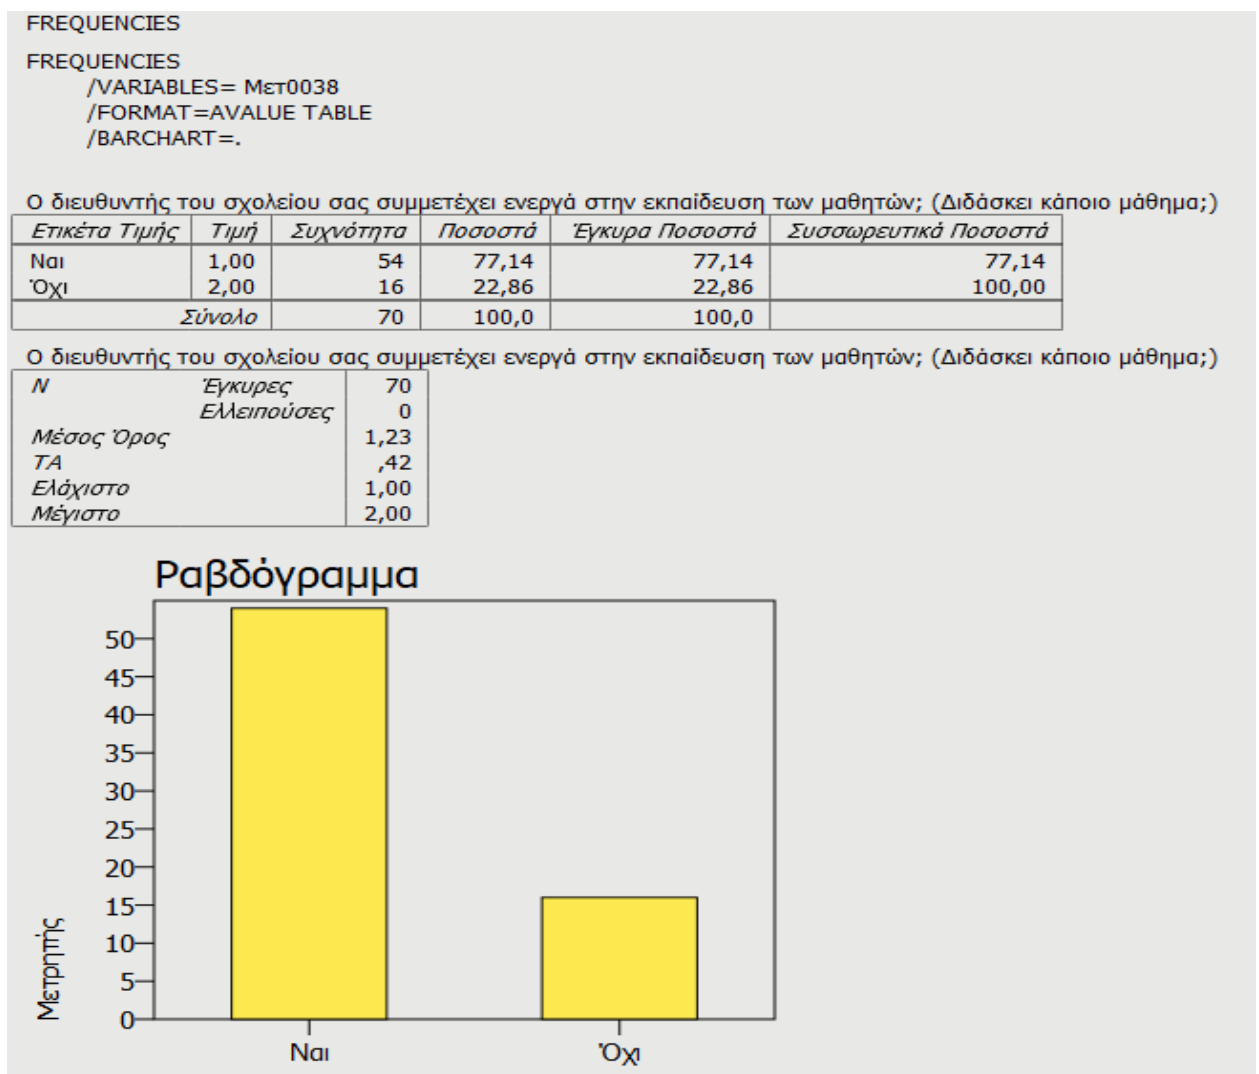 FREQUENCIES
FREQUENCIES
/VARIABLES= Μετ0038
/FORMAT=AVALUE TABLE
/BARCHART=.
Ο διευθυντής του σχολείου σας συμμετέχει ενεργά στην εκπαίδευση των μαθητών; (Διδάσκει κάποιο μάθημα;)
Ετικέτα Τιμής Τιμή Συχνότητα Ποσοστά Έγκυρα Ποσοστά Συσσωρευτικά Ποσοστά
Ναι 1,00 54 77,14 77,14 77,14
Όχι 2,00 16 22,86 22,86 100,00
Σύνολο 70 100,0 100,0
Ο διευθυντής του σχολείου σας συμμετέχει ενεργά στην εκπαίδευση των μαθητών; (Διδάσκει κάποιο μάθημα;)
N Έγκυρες 70
Ελλειπούσες 0
Μέσος Όρος 1,23
ΤΑ ,42
Ελάχιστο 1,00
Μέγιστο 2,00
Ραβδόγραμμα
50
45
40
35
30
25
20
15
10
5
0
Μετρητής
Ναι Όχι